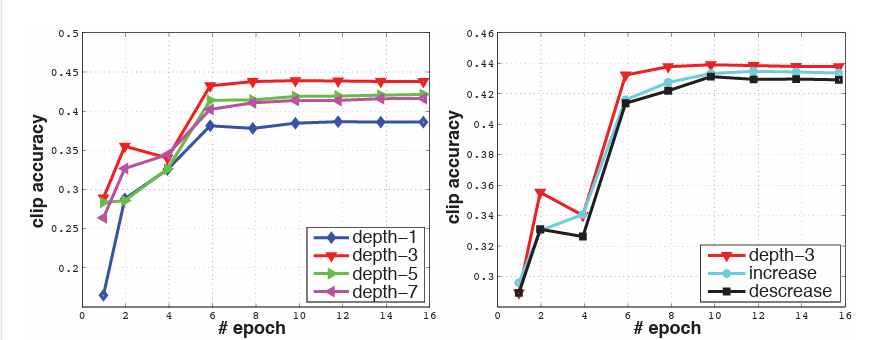 0.5
0.45
0.4
0.35
0.3
0.25
0.2
clip accuracy
0 2 4 6 8 10 12 14 16
# epoch
depth-1
depth-3
depth-5
depth-7
0.46
0.44
0.42
0.4
0.38
0.36
0.34
0.32
0.3
clip accuracy
0 2 4 6 8 10 12 14 16
# epoch
depth-3
increase
descrease